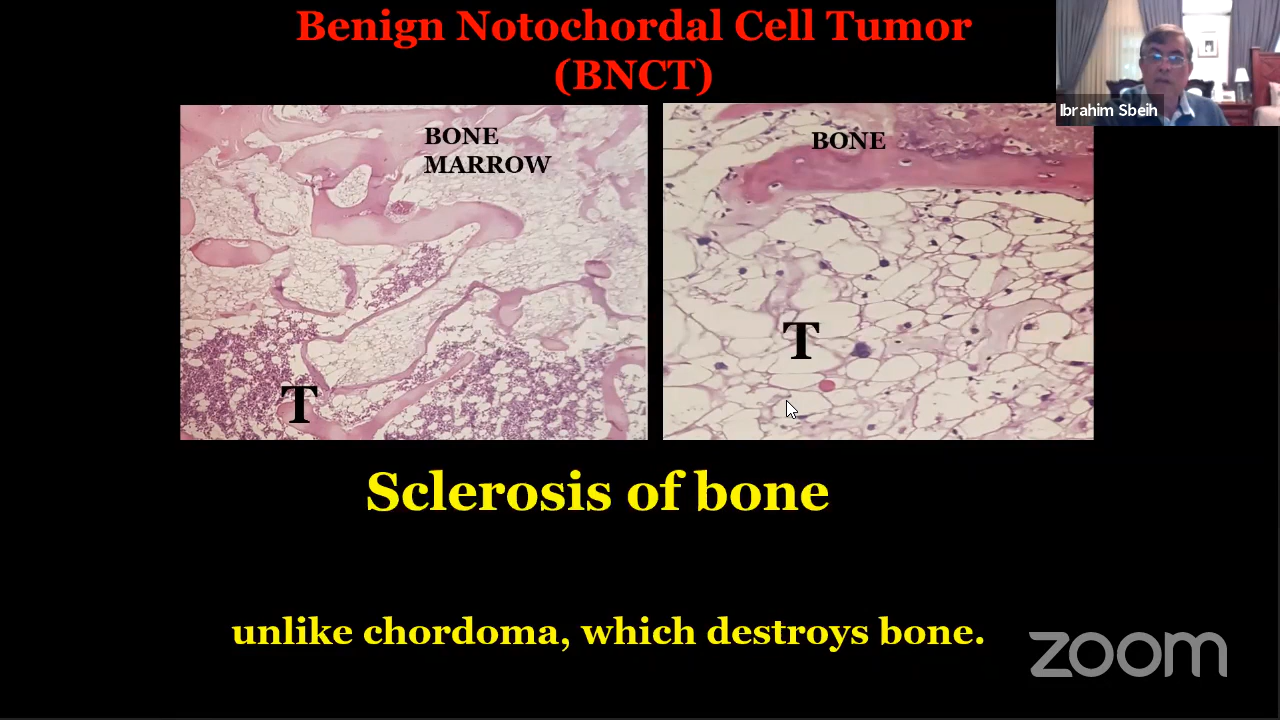 Benign Notochordal Cell Tumor
(BNCT)
Ibrahim Sbeih
BONE
MARROW
T
BONE
T
Sclerosis of bone
unlike chordoma, which destroys bone.
zoom